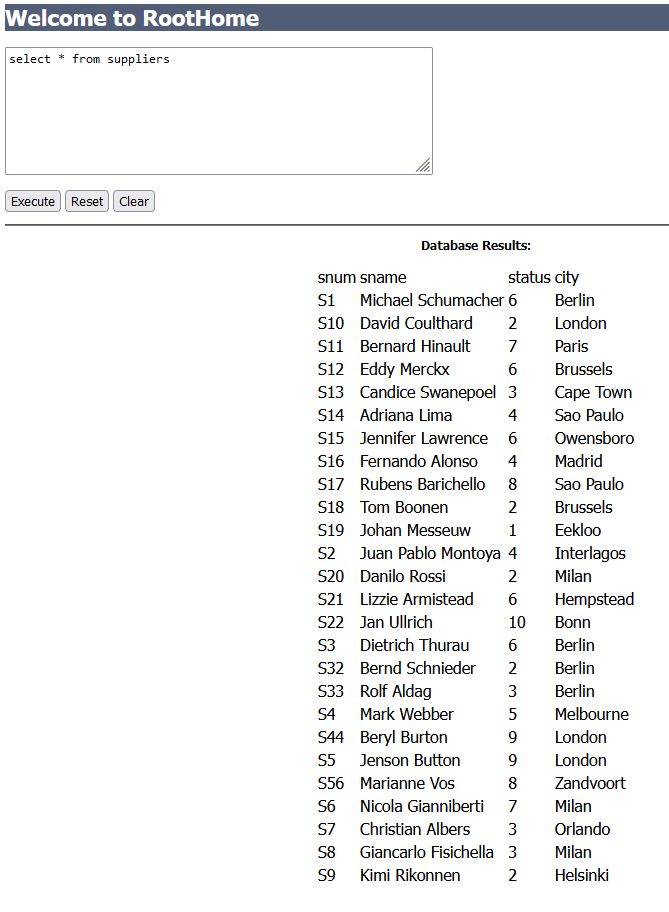 Welcome to RootHome
select * from suppliers
Execute Reset Clear
Database Results:
snum sname status city
S1 Michael Schumacher 6 Berlin
S10 David Coulthard 2 London
S11 Bernard Hinault 7 Paris
S12 Eddy Merckx 6 Brussels
S13 Candice Swanepoel 3 Cape Town
S14 Adriana Lima 4 Sao Paulo
S15 Jennifer Lawrence 6 Owensboro
S16 Fernando Alonso 4 Madrid
S17 Rubens Barichello 8 Sao Paulo
S18 Tom Boonen 2 Brussels
S19 Johan Messeuw 1 Eekloo
S2 Juan Pablo Montoya 4 Interlagos
S20 Danilo Rossi 2 Milan
S21 Lizzie Armistead 6 Hempstead
S22 Jan Ullrich 10 Bonn
S3 Dietrich Thurau 6 Berlin
S32 Bernd Schnieder 2 Berlin
S33 Rolf Aldag 3 Berlin
S4 Mark Webber 5 Melbourne
S44 Beryl Burton 9 London
S5 Jenson Button 9 London
S56 Marianne Vos 8 Zandvoort
S6 Nicola Gianniberti 7 Milan
S7 Christian Albers 3 Orlando
S8 Giancarlo Fisichella 3 Milan
S9 Kimi Rikonnen 2 Helsinki